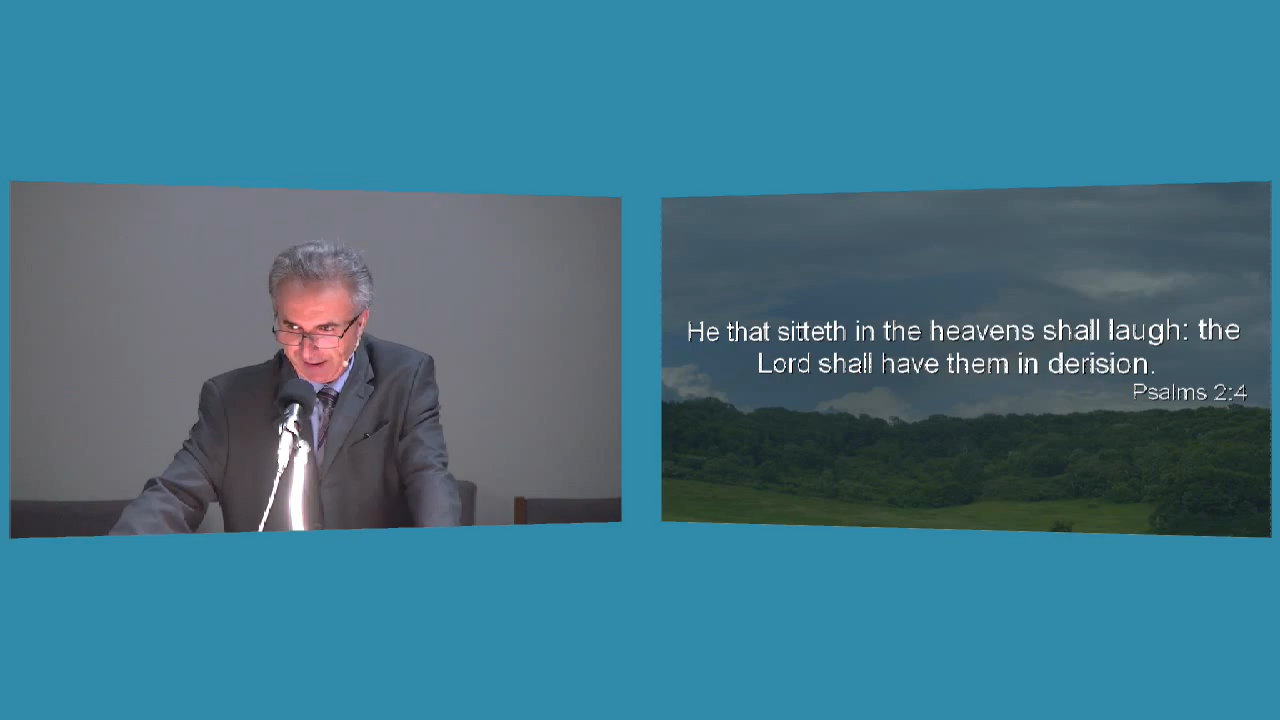 He that sitteth in the heavens shall laugh: the
Lord shall have them in derision.
Psalms 2:4